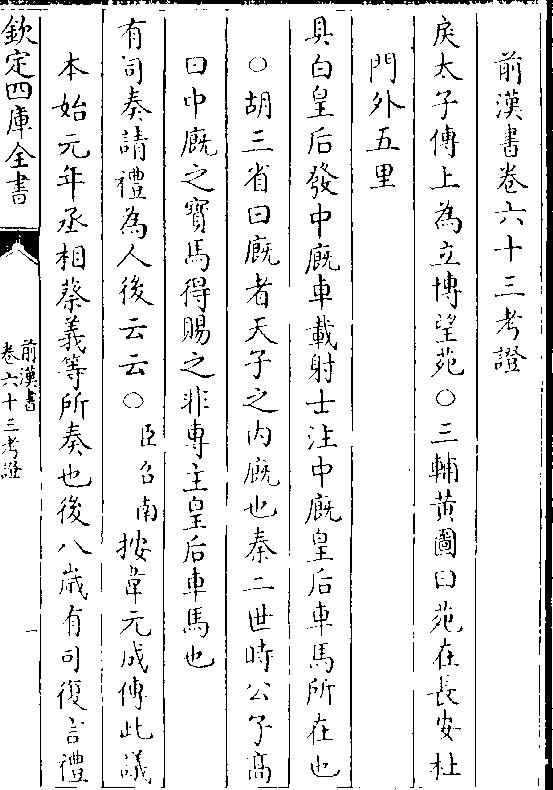 前漢書卷六十三考證
戾太子傳上為立博望苑○三輔黃圖曰苑在長安杜
門外五里
具白皇后發中廐車載射士注中廐皇后車馬所在也
○胡三省曰廐者天子之内廐也秦二世時公子高
曰中廐之寶馬得賜之非專主皇后車馬也
有司奏請禮為人後云云○臣召南按韋元成傳此議
本始元年丞相蔡義等所奏也後八歲有司復言禮
欽定四庫全書
前漢書
卷六十三考證
一